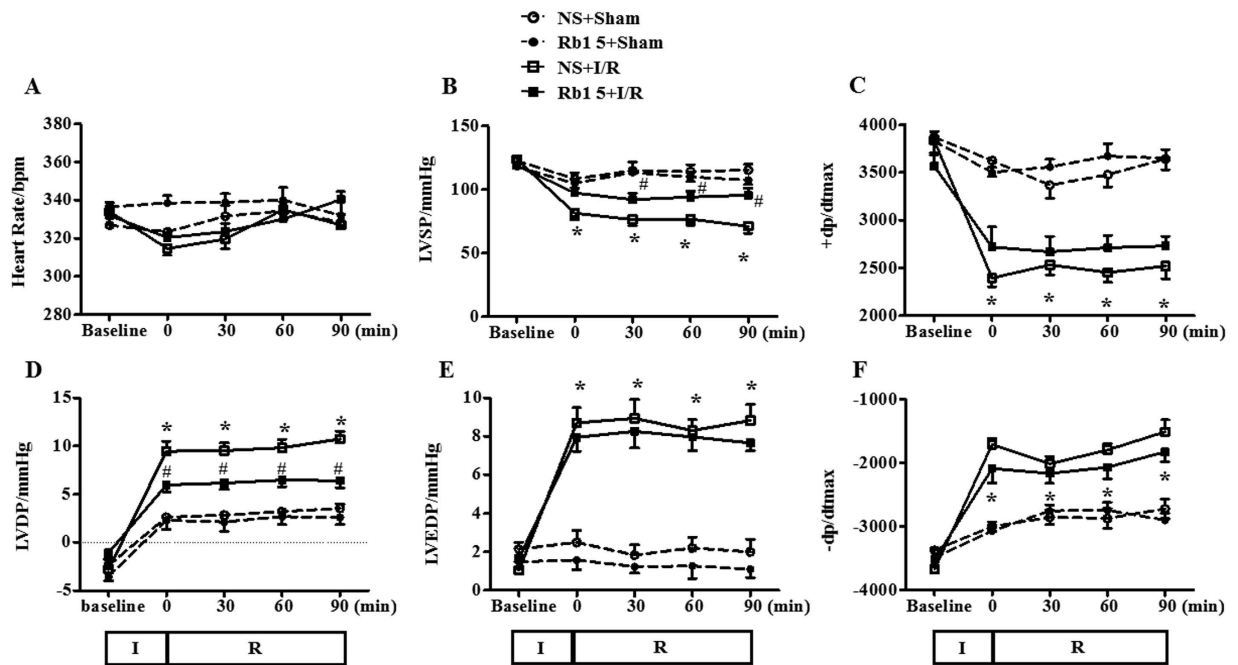 NS+Sham
Rb1 5+Sham
NS+I/R
Rb1 5+I/R
A
Heart Rate/bpm
360
340
320
300
280
Baseline 0 30 60 90 (min)
B
LVSP/mmHg
150
100
50
0
# # #
* * * *
Baseline 0 30 60 90 (min)
C
+dp/dtmax
4000
3500
3000
2500
2000
* * * *
Baseline 0 30 60 90 (min)
D
LVDP/mmHg
15
10
5
0
-5
* * * *
# # # #
baseline 0 30 60 90 (min)
I R
E
LVEDP/mmHg
10
8
6
4
2
0
* * * *
Baseline 0 30 60 90 (min)
I R
F
-dp/dtmax
-1000
-2000
-3000
-4000
* * * *
Baseline 0 30 60 90 (min)
I R